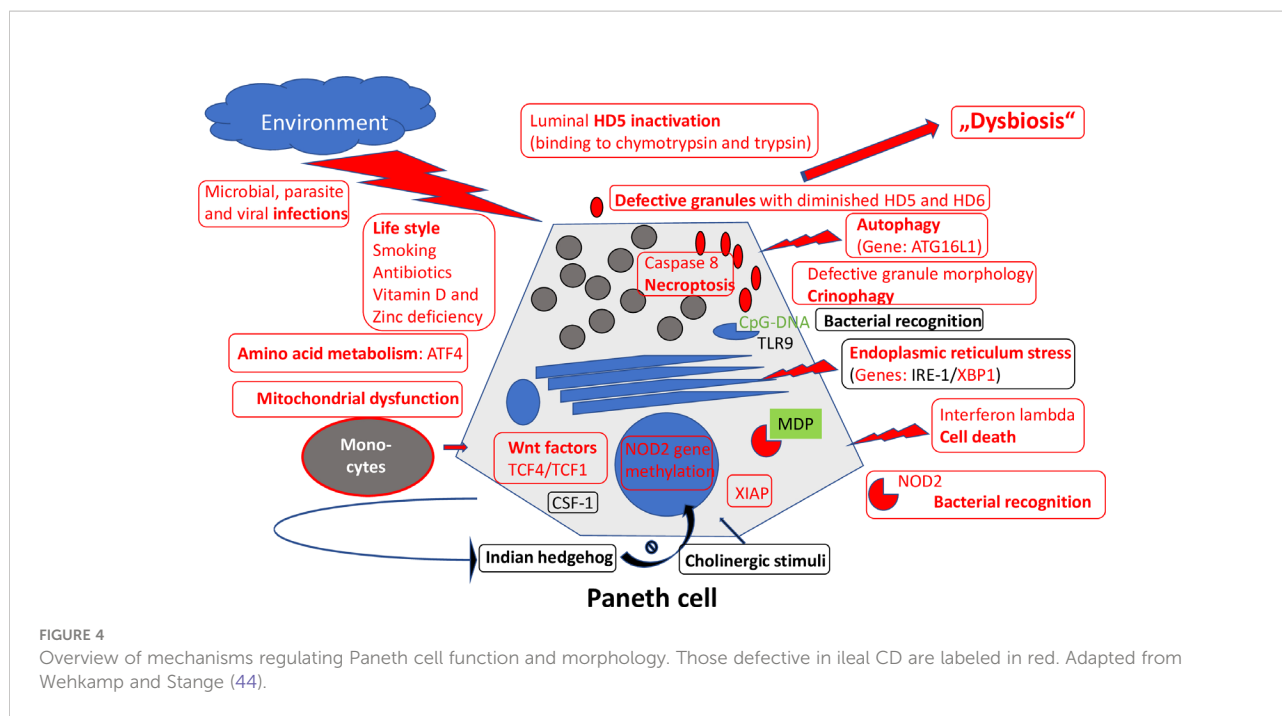 Environment
Luminal HD5 inactivation
(binding to chymotrypsin and trypsin)
„Dysbiosis“
Microbial, parasite
and viral infections
Defective granules with diminished HD5 and HD6
Life style
Smoking
Antibiotics
Vitamin D and
Zinc deficiency
Autophagy
(Gene: ATG16L1)
Caspase 8
Necroptosis
Defective granule morphology
Crinophagy
CpG-DNA
TLR9
Bacterial recognition
Amino acid metabolism: ATF4
Endoplasmic reticulum stress
(Genes: IRE-1/XBP1)
Mitochondrial dysfunction
Mono-
cytes
MDP
Interferon lambda
Cell death
Wnt factors
TCF4/TCF1
NOD2 gene
methylation
XIAP
NOD2
Bacterial recognition
CSF-1
Indian hedgehog
Cholinergic stimuli
Paneth cell
FIGURE 4
Overview of mechanisms regulating Paneth cell function and morphology. Those defective in ileal CD are labeled in red. Adapted from
Wehkamp and Stange (44).